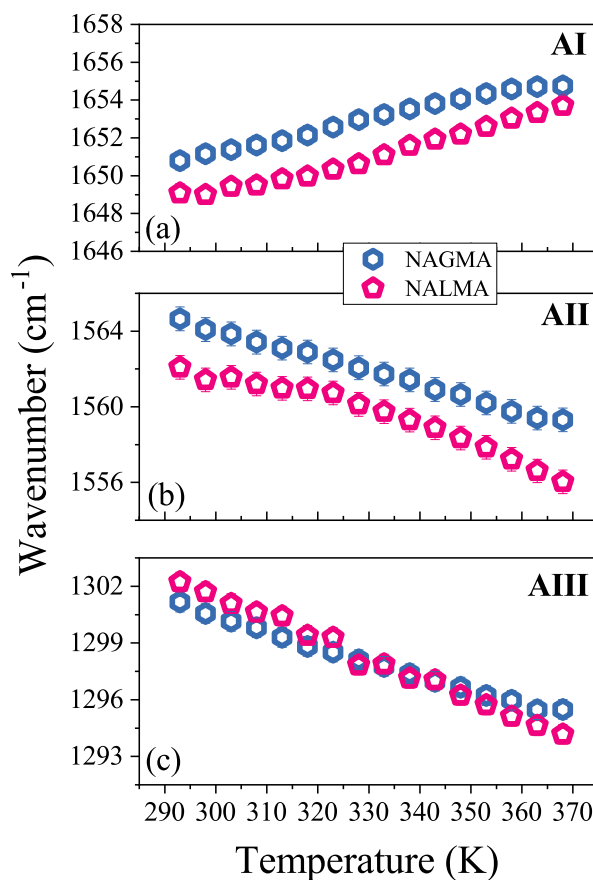 1658
1656
1654
1652
1650
1648
1646
AI
(a)
NAGMA
NALMA
1564
1560
1556
AII
(b)
1302
1299
1296
1293
AIII
(c)
290 300 310 320 330 340 350 360 370
Temperature (K)
Wavenumber (cm⁻¹)